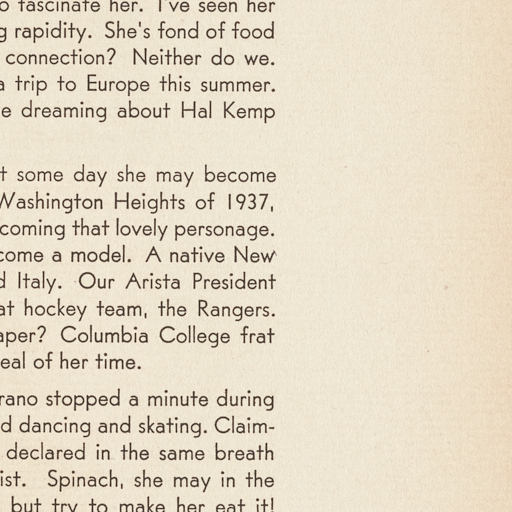 o fascinate her. I've seen her
g rapidity. She's fond of food
connection? Neither do we.
a trip to Europe this summer.
e dreaming about Hal Kemp
t some day she may become
Washington Heights of 1937,
coming that lovely personage.
come a model. A native New
d Italy. Our Arista President
at hockey team, the Rangers.
aper? Columbia College frat
eal of her time.
rano stopped a minute during
d dancing and skating. Claim-
declared in the same breath
ist. Spinach, she may in the
but try to make her eat it!